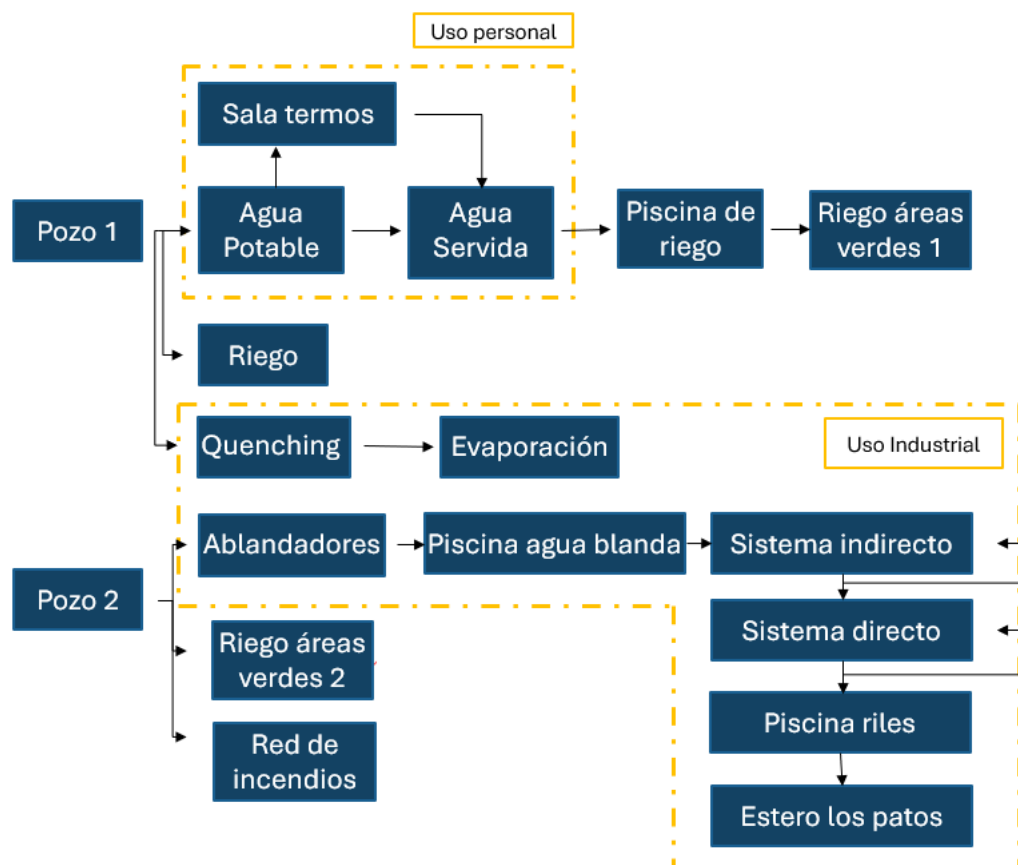 Uso personal
Sala termos
Pozo 1
Agua
Potable
Agua
Servida
Piscina de
riego
Riego áreas
verdes 1
Riego
Quenching
Evaporación
Uso Industrial
Ablandadores
Piscina agua blanda
Sistema indirecto
Pozo 2
Riego áreas
verdes 2
Sistema directo
Red de
incendios
Piscina riles
Estero los patos